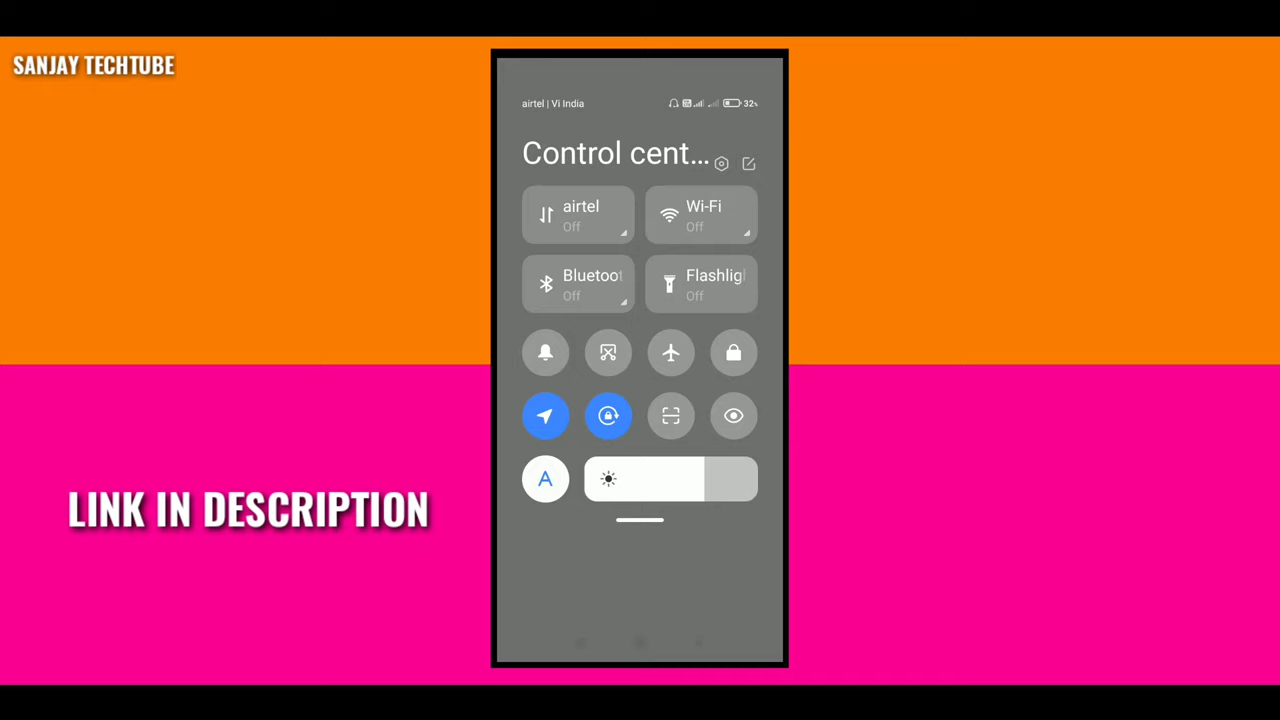 SANJAY TECHTUBE
airtel | Vi India
32%
Control cent...
airtel
Off
Wi-Fi
Off
Bluetoot
Off
Flashlig
Off
A
LINK IN DESCRIPTION